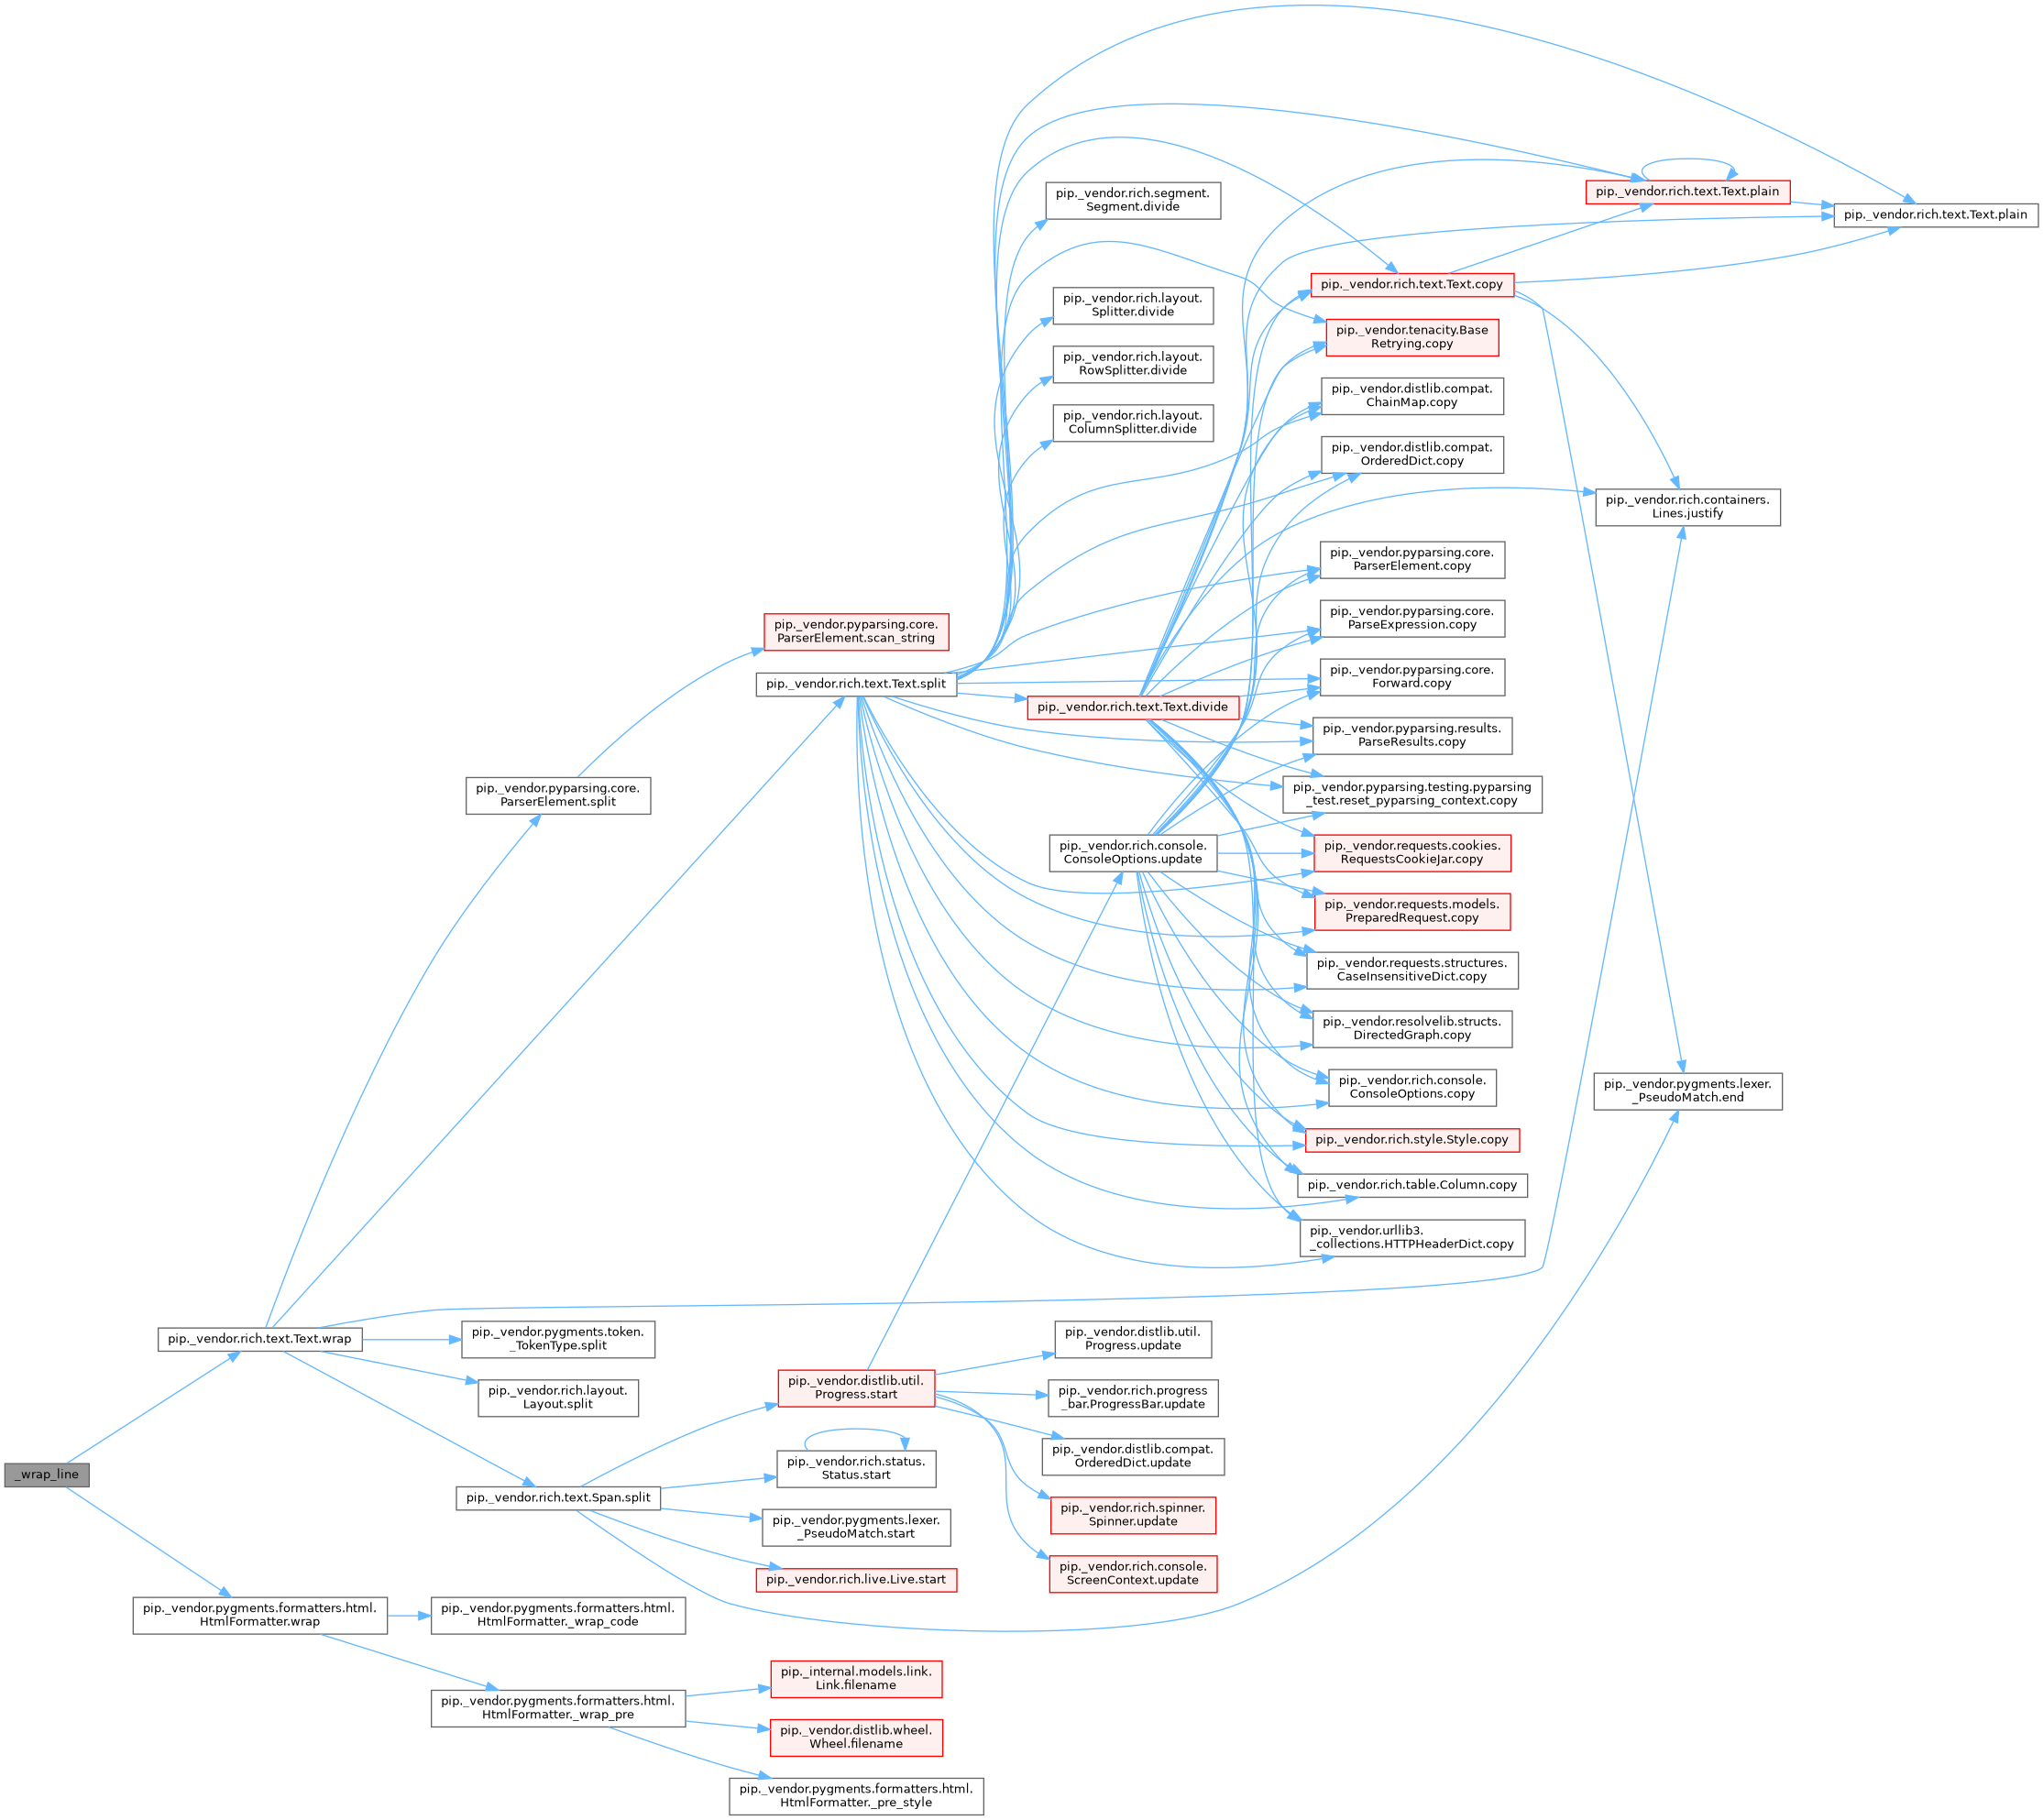 _wrap_line
pip._vendor.rich.text.Text.wrap
pip._vendor.pygments.formatters.html.
HtmlFormatter.wrap
pip._vendor.pyparsing.core.
ParserElement.split
pip._vendor.pygments.token.
_TokenType.split
pip._vendor.rich.layout.
Layout.split
pip._vendor.rich.text.Span.split
pip._vendor.pygments.formatters.html.
HtmlFormatter._wrap_code
pip._vendor.pygments.formatters.html.
HtmlFormatter._wrap_pre
pip._vendor.pyparsing.core.
ParserElement.scan_string
pip._vendor.rich.text.Text.split
pip._vendor.distlib.util.
Progress.start
pip._vendor.rich.status.
Status.start
pip._vendor.pygments.lexer.
_PseudoMatch.start
pip._vendor.rich.live.Live.start
pip._internal.models.link.
Link.filename
pip._vendor.distlib.wheel.
Wheel.filename
pip._vendor.pygments.formatters.html.
HtmlFormatter._pre_style
pip._vendor.rich.segment.
Segment.divide
pip._vendor.rich.layout.
Splitter.divide
pip._vendor.rich.layout.
RowSplitter.divide
pip._vendor.rich.layout.
ColumnSplitter.divide
pip._vendor.rich.text.Text.divide
pip._vendor.rich.console.
ConsoleOptions.update
pip._vendor.distlib.util.
Progress.update
pip._vendor.rich.progress
_bar.ProgressBar.update
pip._vendor.distlib.compat.
OrderedDict.update
pip._vendor.rich.spinner.
Spinner.update
pip._vendor.rich.console.
ScreenContext.update
pip._vendor.rich.text.Text.copy
pip._vendor.tenacity.Base
Retrying.copy
pip._vendor.distlib.compat.
ChainMap.copy
pip._vendor.distlib.compat.
OrderedDict.copy
pip._vendor.pyparsing.core.
ParserElement.copy
pip._vendor.pyparsing.core.
ParseExpression.copy
pip._vendor.pyparsing.core.
Forward.copy
pip._vendor.pyparsing.results.
ParseResults.copy
pip._vendor.pyparsing.testing.pyparsing
_test.reset_pyparsing_context.copy
pip._vendor.requests.cookies.
RequestsCookieJar.copy
pip._vendor.requests.models.
PreparedRequest.copy
pip._vendor.requests.structures.
CaseInsensitiveDict.copy
pip._vendor.resolvelib.structs.
DirectedGraph.copy
pip._vendor.rich.console.
ConsoleOptions.copy
pip._vendor.rich.style.Style.copy
pip._vendor.rich.table.Column.copy
pip._vendor.urllib3.
_collections.HTTPHeaderDict.copy
pip._vendor.rich.text.Text.plain
pip._vendor.rich.containers.
Lines.justify
pip._vendor.pygments.lexer.
_PseudoMatch.end
pip._vendor.rich.text.Text.plain